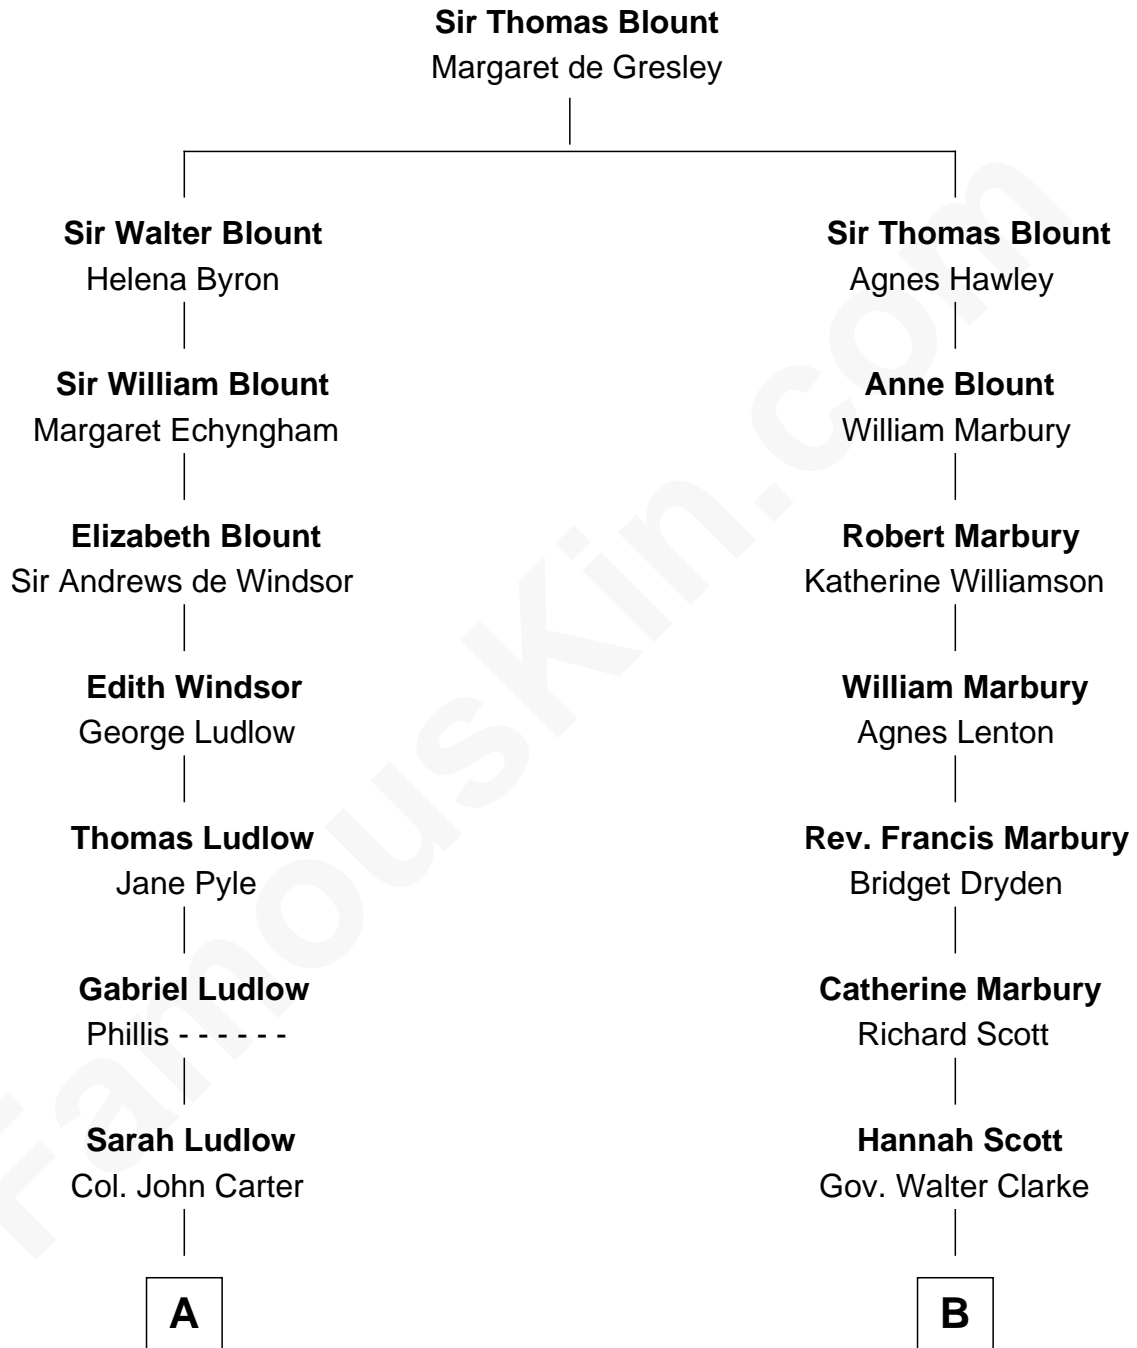 Sir Thomas Blount
Margaret de Gresley
Sir Walter Blount
Helena Byron
Sir Thomas Blount
Agnes Hawley
Sir William Blount
Margaret Echyngham
Anne Blount
William Marbury
Elizabeth Blount
Sir Andrews de Windsor
Robert Marbury
Katherine Williamson
Edith Windsor
George Ludlow
William Marbury
Agnes Lenton
Thomas Ludlow
Jane Pyle
Rev. Francis Marbury
Bridget Dryden
Gabriel Ludlow
Phillis - - - - - -
Catherine Marbury
Richard Scott
Sarah Ludlow
Col. John Carter
Hannah Scott
Gov. Walter Clarke
A
B
FamousKin.com